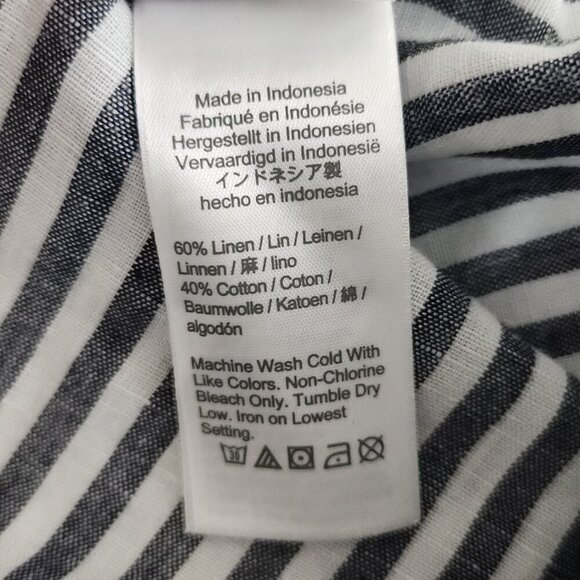 Made in Indonesia
Fabriqué en Indonésie
Hergestellt in Indonesien
Vervaardigd in Indonesië
インドネシア製
hecho en indonesia
60% Linen / Lin / Leinen /
Linnen / 麻 / lino
40% Cotton / Coton /
Baumwolle / Katoen / 綿 /
algodón
Machine Wash Cold With
Like Colors. Non-Chlorine
Bleach Only. Tumble Dry
Low. Iron on Lowest
Setting.
30